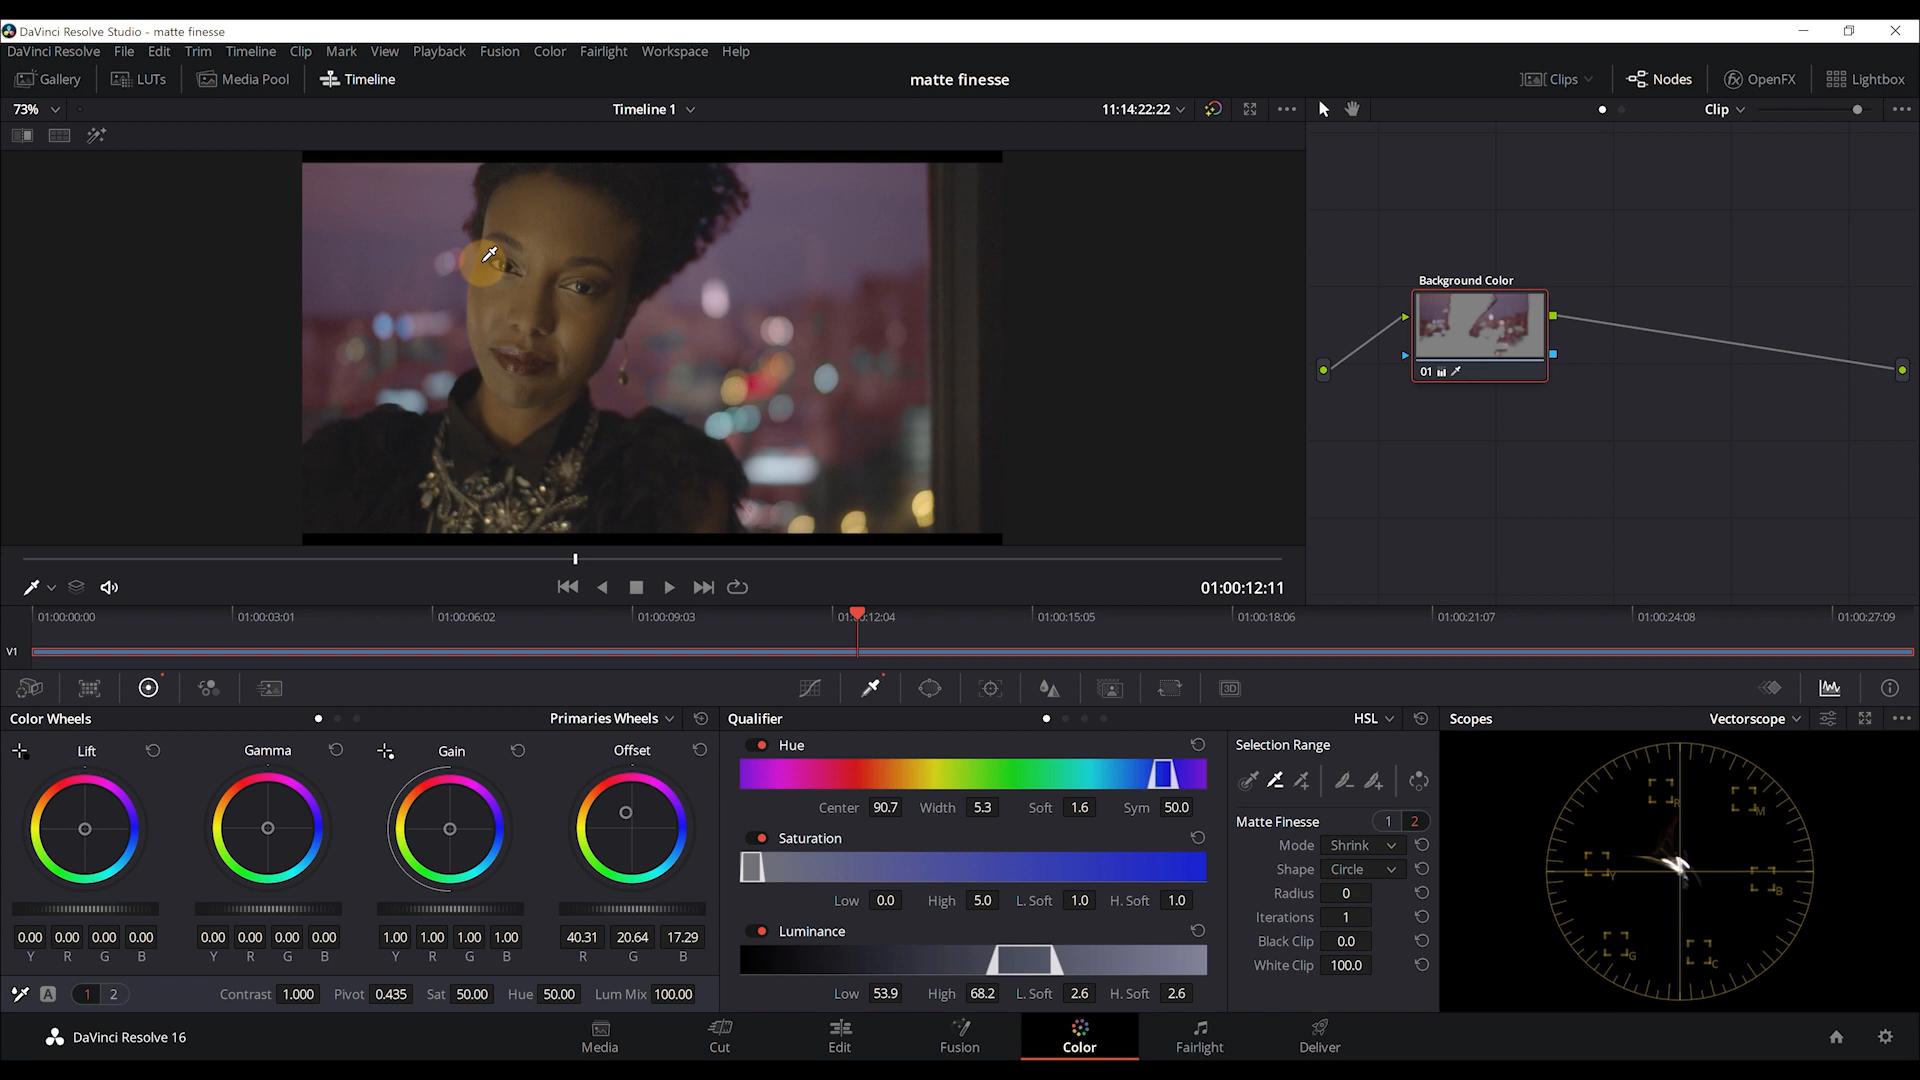 DaVinci Resolve Studio - matte finesse
DaVinci Resolve File Edit Trim Timeline Clip Mark View Playback Fusion Color Fairlight Workspace Help
Gallery LUTs Media Pool Timeline matte finesse Clips Nodes OpenFX Lightbox
73% Timeline 1 11:14:22:22 Clip
Background Color
01
01:00:12:11
01:00:00:00 01:00:03:01 01:00:06:02 01:00:09:03 01:00:12:04 01:00:15:05 01:00:18:06 01:00:21:07 01:00:24:08 01:00:27:09
V1
3D
Color Wheels Primaries Wheels
Lift Gamma Gain Offset
0.00 0.00 0.00 0.00 0.00 0.00 0.00 0.00 1.00 1.00 1.00 1.00 40.31 20.64 17.29
Y R G B Y R G B Y R G B R G B
A 1 2 Contrast 1.000 Pivot 0.435 Sat 50.00 Hue 50.00 Lum Mix 100.00
Qualifier HSL
Hue
Center 90.7 Width 5.3 Soft 1.6 Sym 50.0
Saturation
Low 0.0 High 5.0 L. Soft 1.0 H. Soft 1.0
Luminance
Low 53.9 High 68.2 L. Soft 2.6 H. Soft 2.6
Selection Range
Matte Finesse 1 2
Mode Shrink
Shape Circle
Radius 0
Iterations 1
Black Clip 0.0
White Clip 100.0
Scopes Vectorscope
R M
Y B
G C
DaVinci Resolve 16
Media Cut Edit Fusion Color Fairlight Deliver